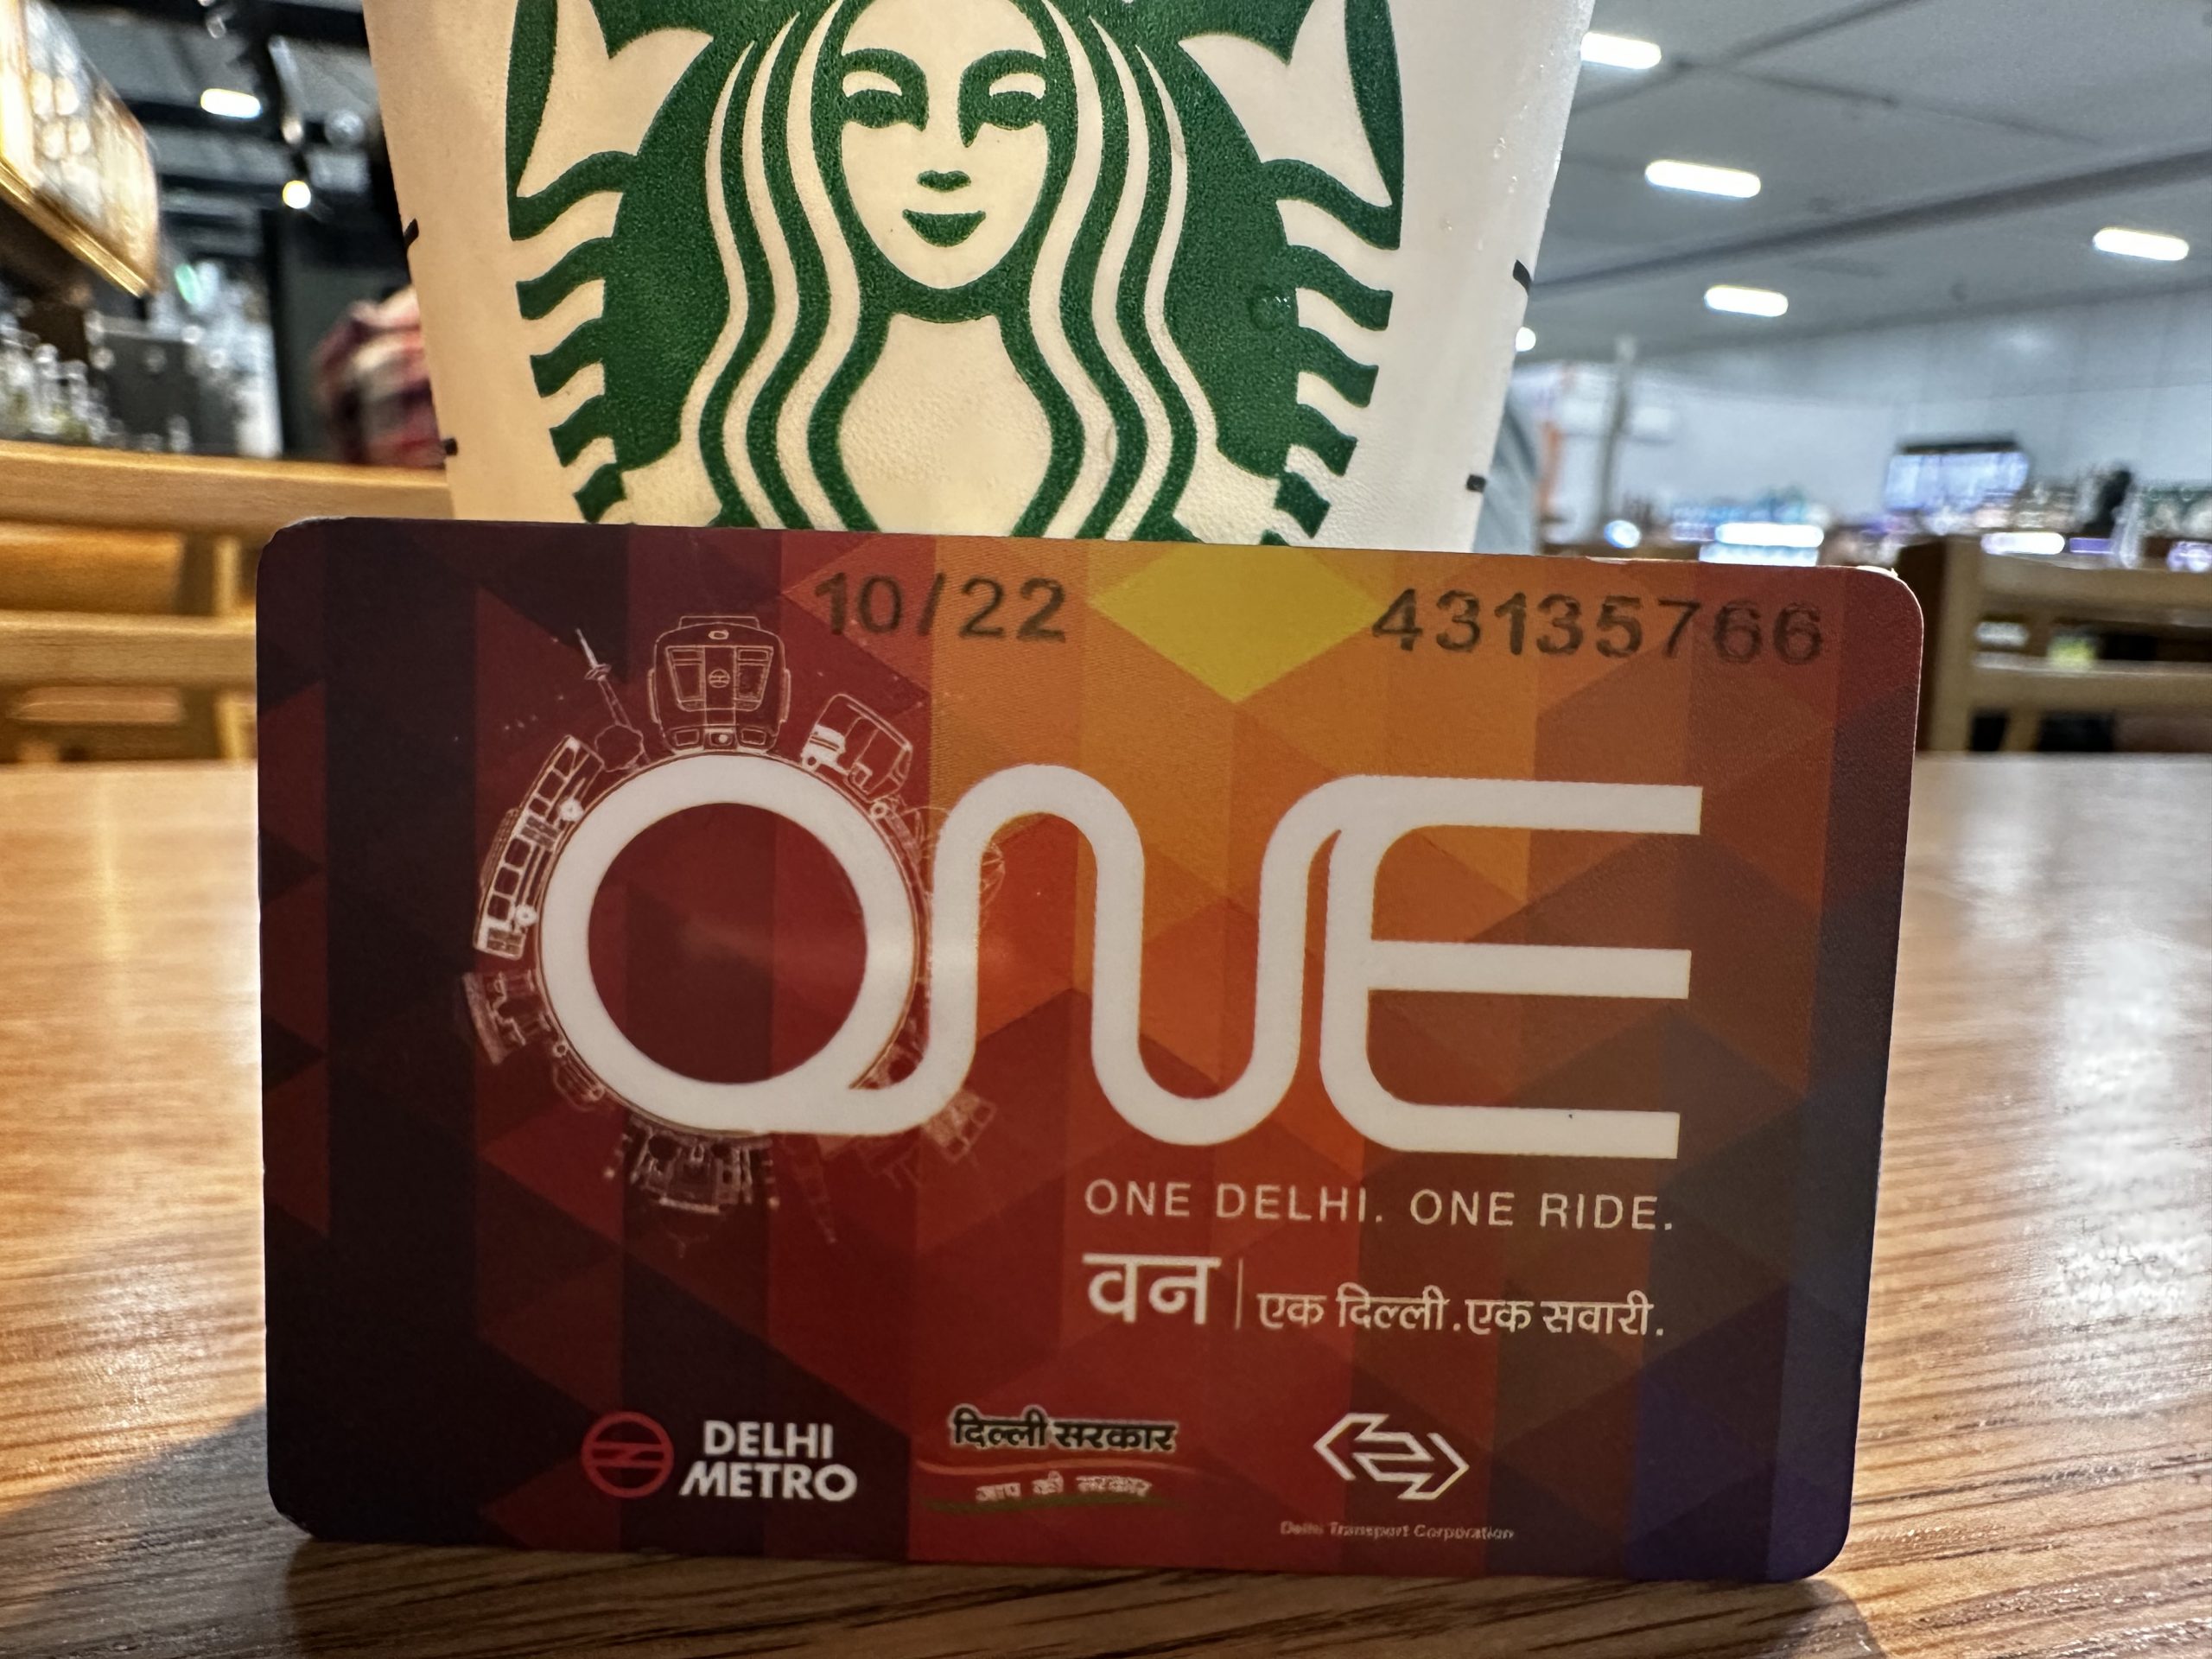 10/22 43135766
ONE
ONE DELHI. ONE RIDE.
वन | एक दिल्ली.एक सवारी.
DELHI
METRO
दिल्ली सरकार
आप की सरकार
Delhi Transport Corporation